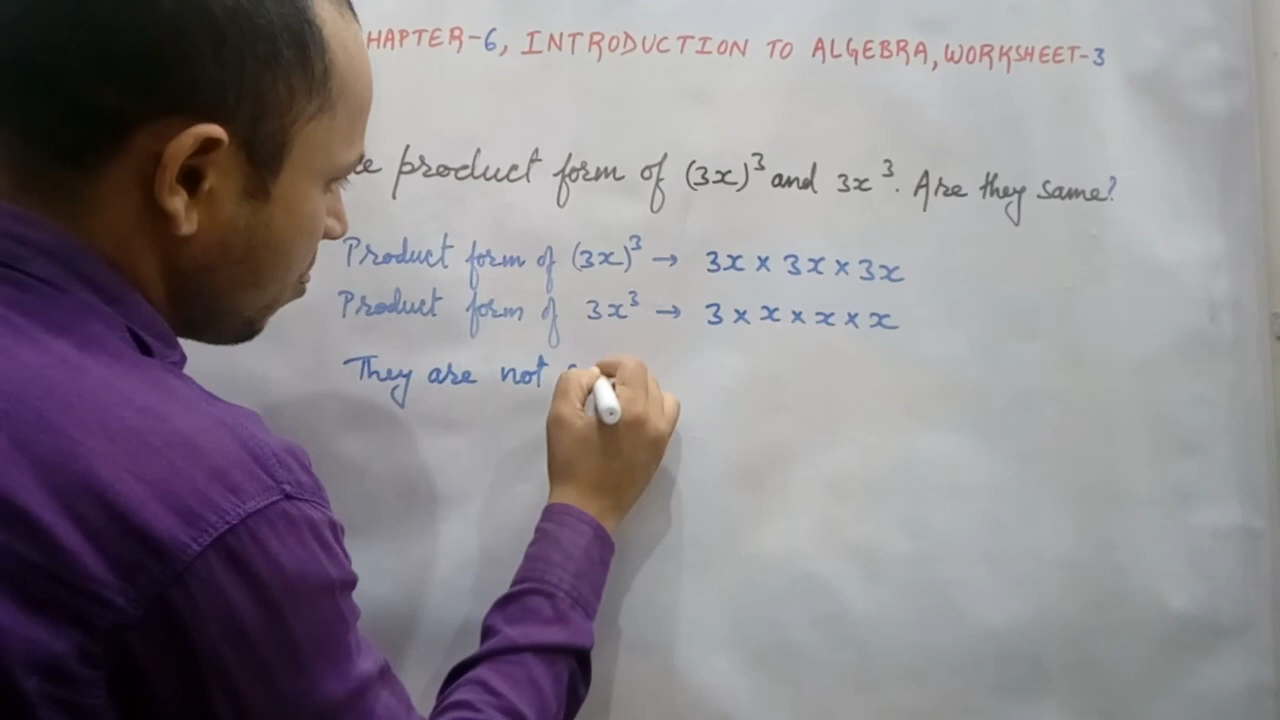 HAPTER-6, INTRODUCTION TO ALGEBRA, WORKSHEET-3
product form of (3x)³ and 3x³. Are they same?
Product form of (3x)³ → 3x × 3x × 3x
Product form of 3x³ → 3 × x × x × x
They are not